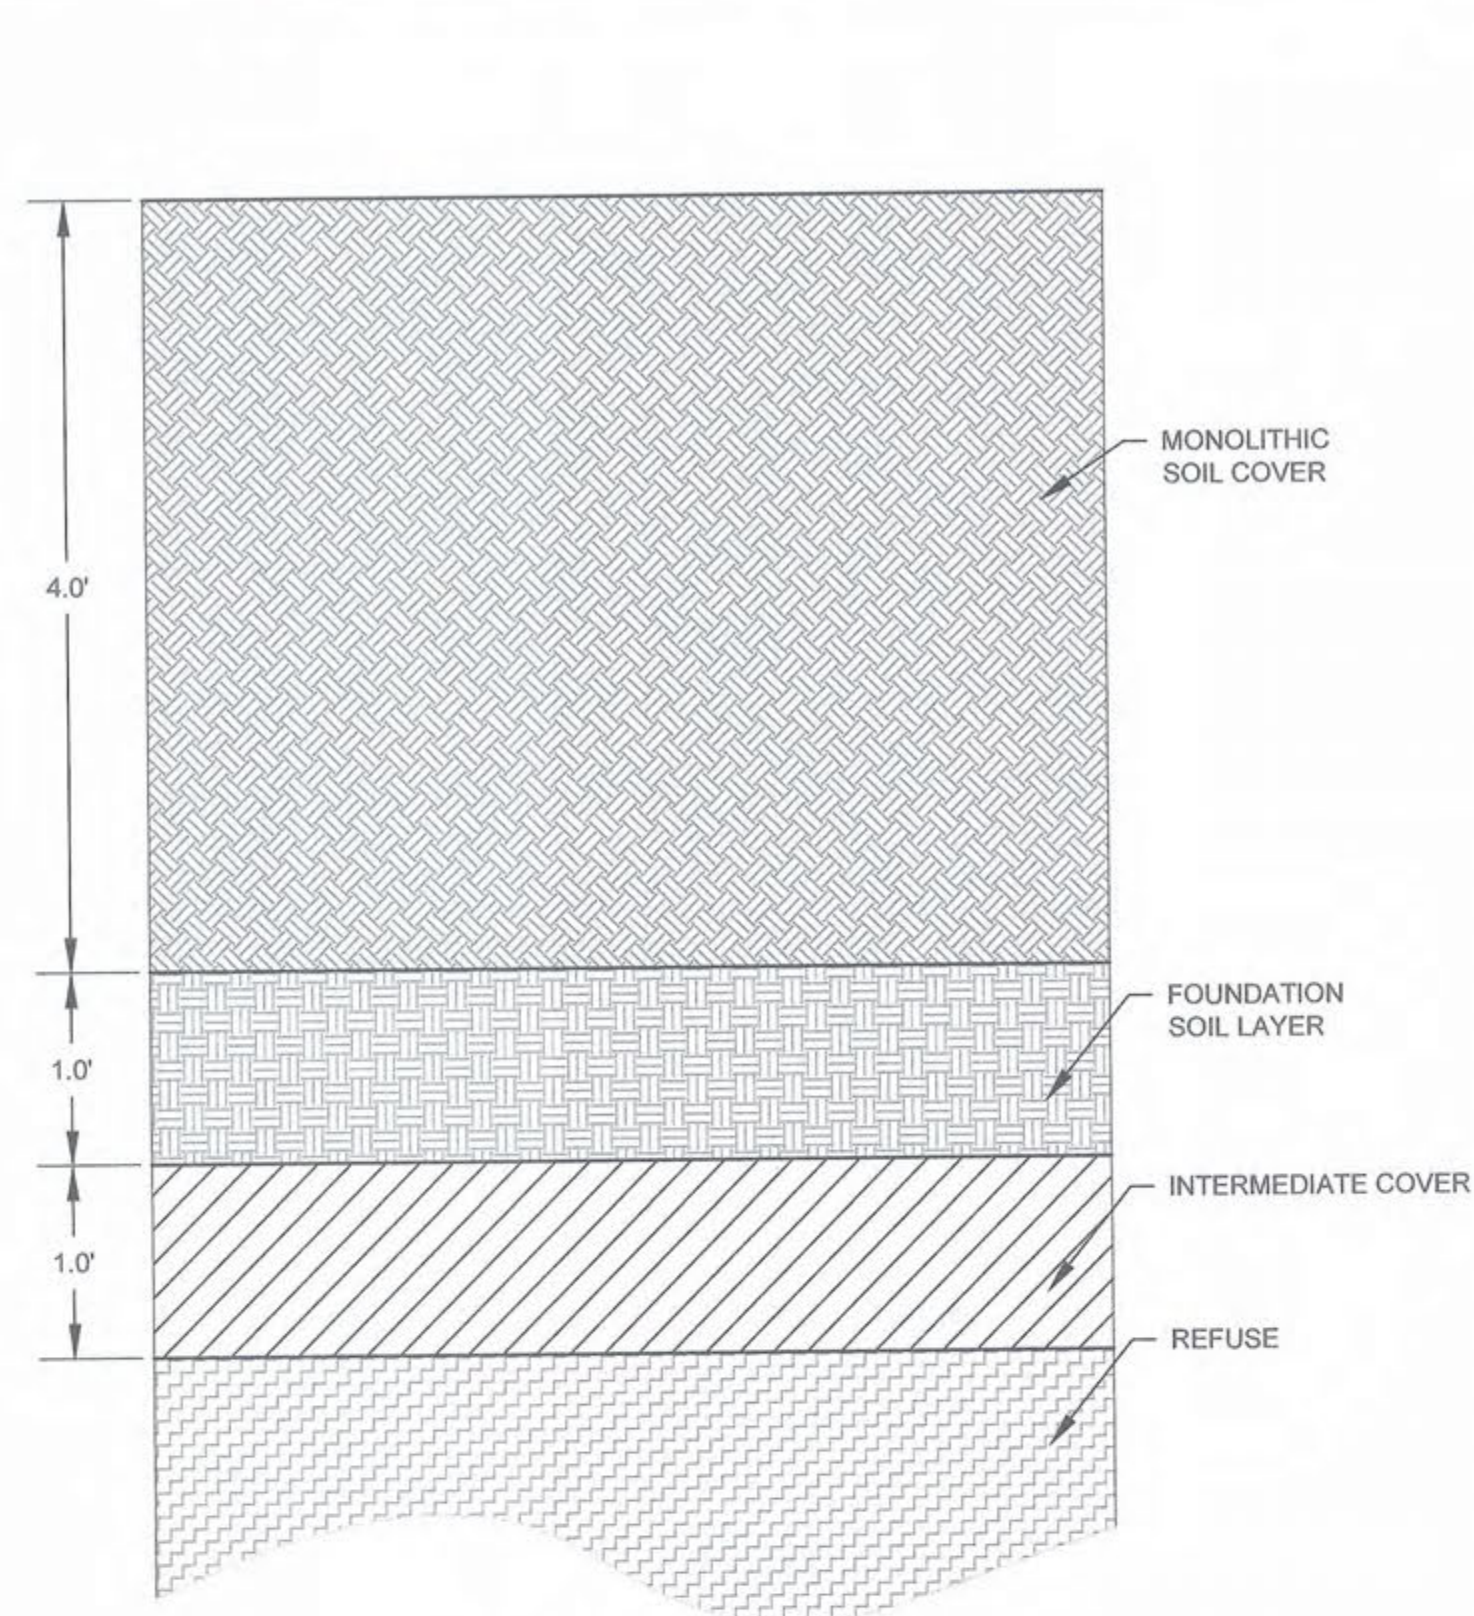 MONOLITHIC
SOIL COVER
4.0'
FOUNDATION
SOIL LAYER
1.0'
INTERMEDIATE COVER
1.0'
REFUSE